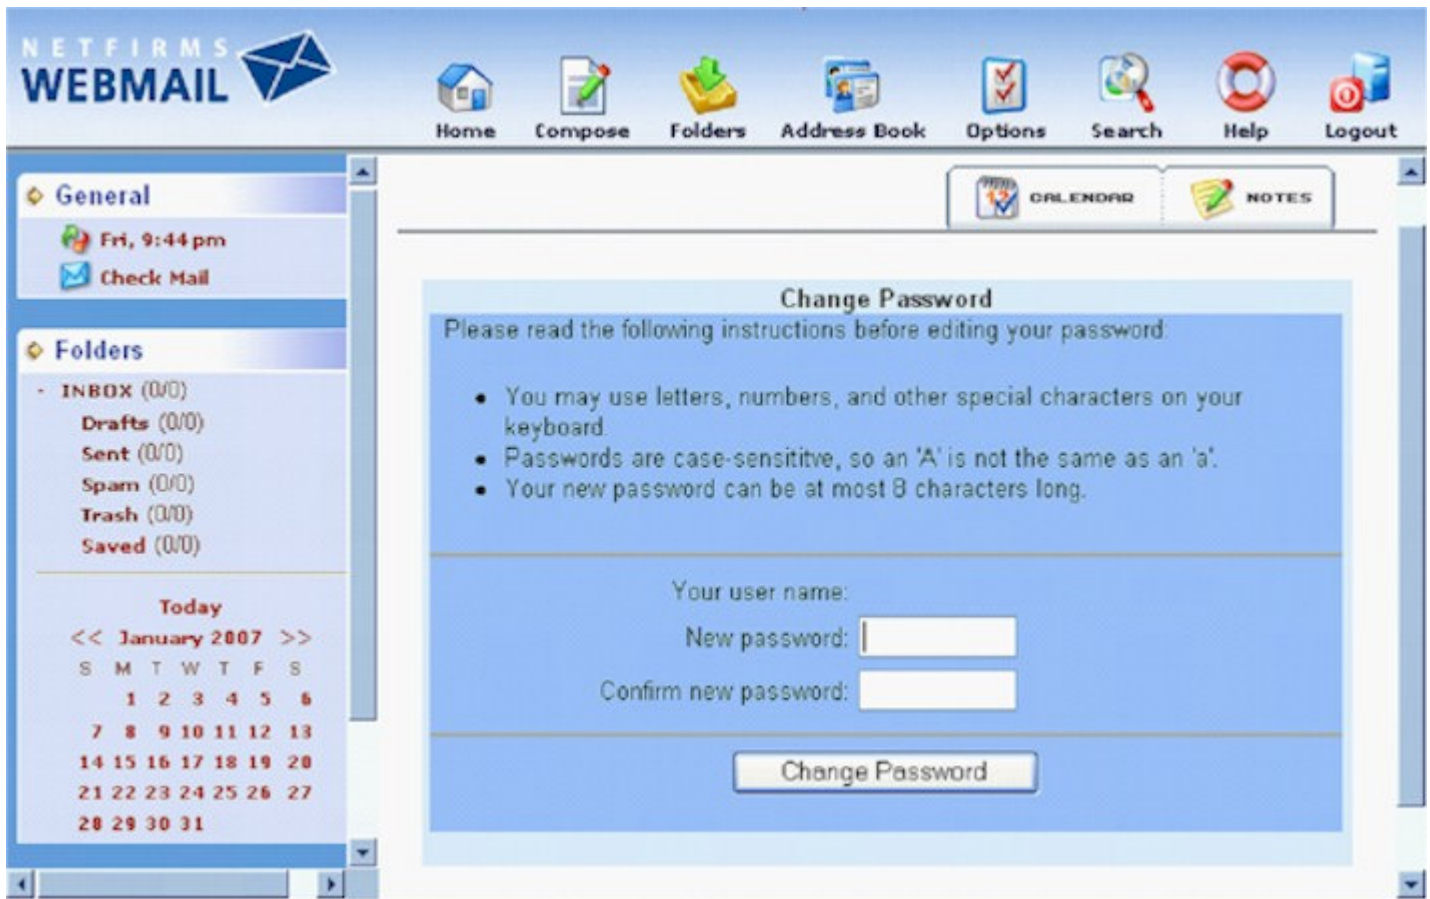 NETFIRMS
WEBMAIL
Home Compose Folders Address Book Options Search Help Logout
CALENDAR NOTES
General
Fri, 9:44 pm
Check Mail
Folders
- INBOX (0/0)
Drafts (0/0)
Sent (0/0)
Spam (0/0)
Trash (0/0)
Saved (0/0)
Today
<< January 2007 >>
S M T W T F S
1 2 3 4 5 6
7 8 9 10 11 12 13
14 15 16 17 18 19 20
21 22 23 24 25 26 27
28 29 30 31
Change Password
Please read the following instructions before editing your password:
• You may use letters, numbers, and other special characters on your
keyboard.
• Passwords are case-sensititve, so an 'A' is not the same as an 'a'.
• Your new password can be at most 8 characters long.
Your user name:
New password:
Confirm new password:
Change Password